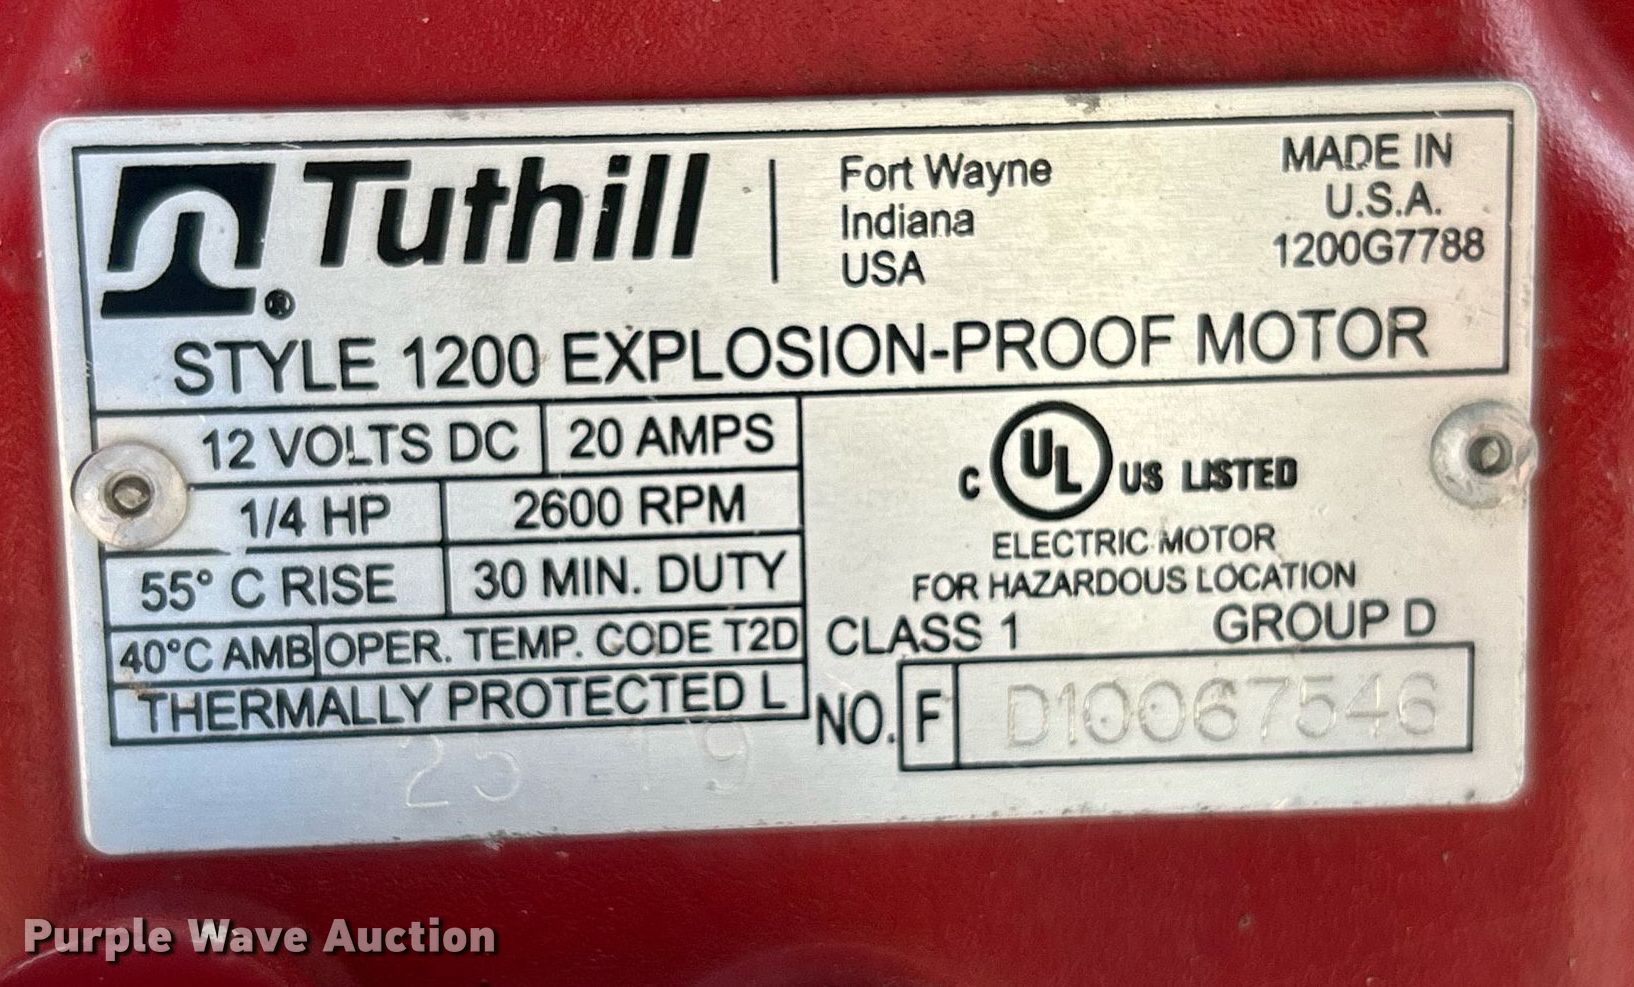 Tuthill®
Fort Wayne
Indiana
USA
MADE IN
U.S.A.
1200G7788
STYLE 1200 EXPLOSION-PROOF MOTOR
12 VOLTS DC
20 AMPS
1/4 HP
2600 RPM
55° C RISE
30 MIN. DUTY
40°C AMB
OPER. TEMP. CODE T2D
THERMALLY PROTECTED L
25 19
C UL US LISTED
ELECTRIC MOTOR
FOR HAZARDOUS LOCATION
CLASS 1 GROUP D
NO. F D10067546
Purple Wave Auction